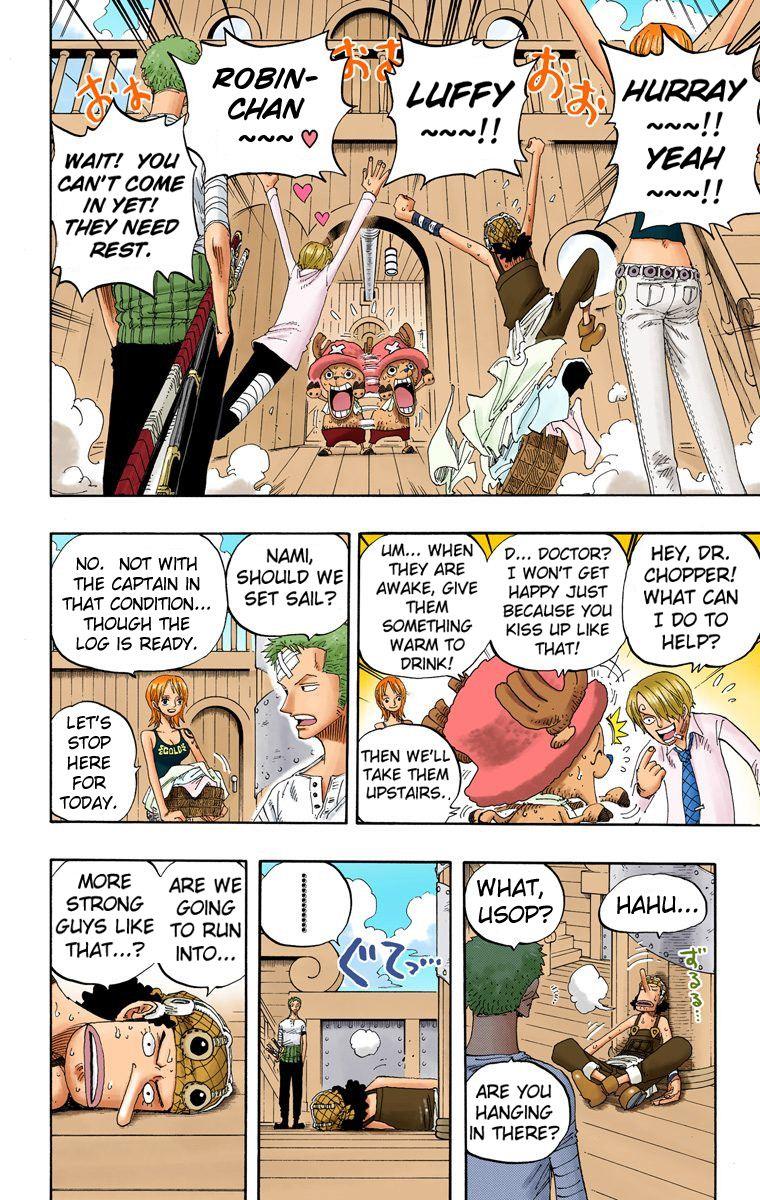 HURRAY
~~~!!
YEAH
~~~!!
LUFFY
~~~!!
ROBIN-
CHAN
~~~♥
WAIT! YOU
CAN'T COME
IN YET!
THEY NEED
REST.
おおお
おおお
HEY, DR.
CHOPPER!
WHAT CAN
I DO TO
HELP?
D... DOCTOR?
I WON'T GET
HAPPY JUST
BECAUSE YOU
KISS UP LIKE
THAT!
UM... WHEN
THEY ARE
AWAKE, GIVE
THEM
SOMETHING
WARM TO
DRINK!
THEN WE'LL
TAKE THEM
UPSTAIRS..
NAMI,
SHOULD WE
SET SAIL?
NO. NOT WITH
THE CAPTAIN IN
THAT CONDITION...
THOUGH THE
LOG IS READY.
LET'S
STOP
HERE
FOR
TODAY.
GOLD
HAHU...
ずるる...
WHAT,
USOP?
ARE YOU
HANGING
IN THERE?
..........
ぐてっ...
ARE WE
GOING
TO RUN
INTO...
MORE
STRONG
GUYS LIKE
THAT...?